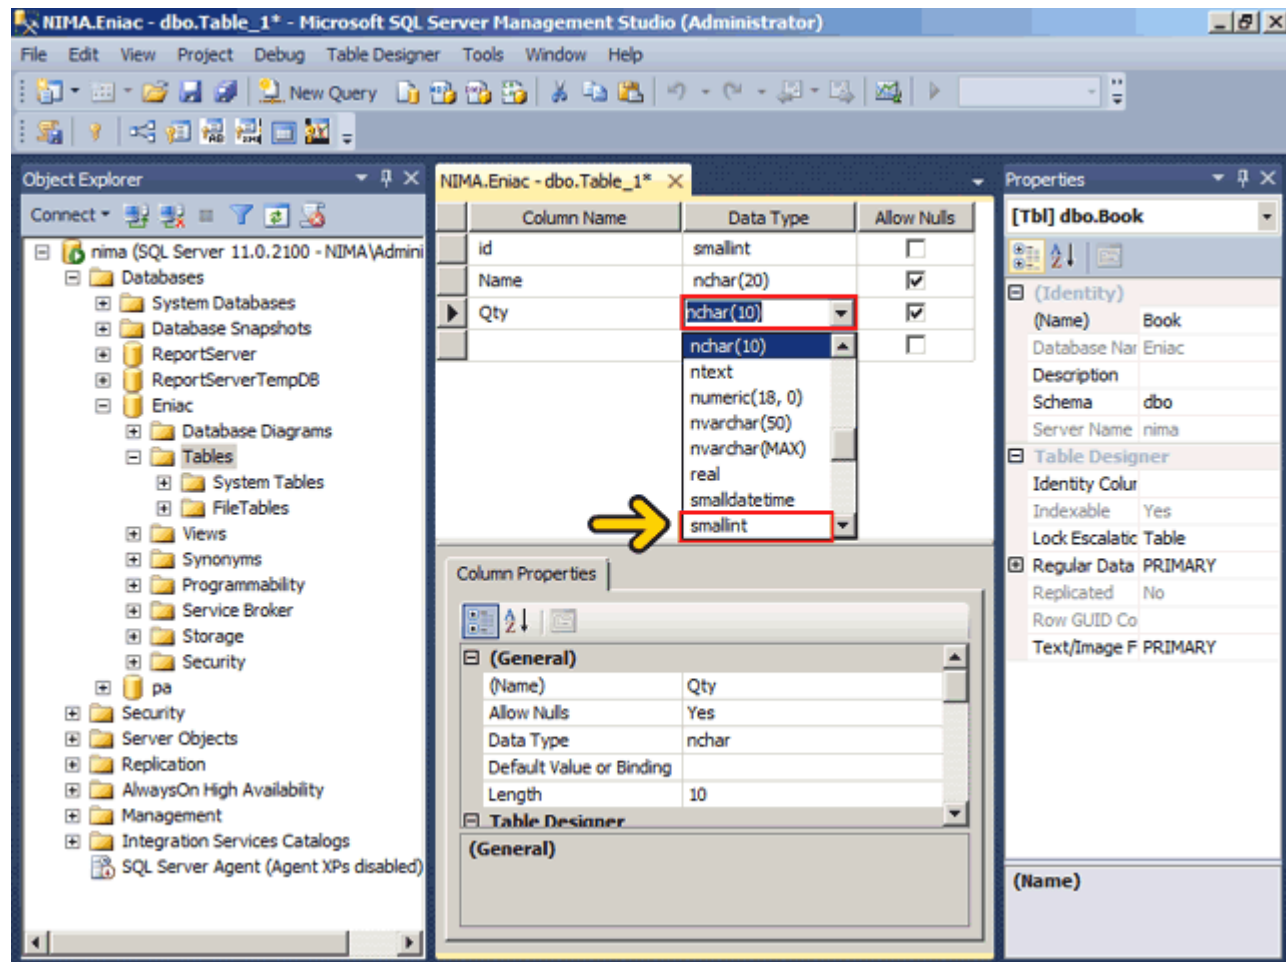 NIMA.Eniac - dbo.Table_1* - Microsoft SQL Server Management Studio (Administrator)
File Edit View Project Debug Table Designer Tools Window Help
New Query
Object Explorer
Connect
nima (SQL Server 11.0.2100 - NIMA\Admini
Databases
System Databases
Database Snapshots
ReportServer
ReportServerTempDB
Eniac
Database Diagrams
Tables
System Tables
FileTables
Views
Synonyms
Programmability
Service Broker
Storage
Security
pa
Security
Server Objects
Replication
AlwaysOn High Availability
Management
Integration Services Catalogs
SQL Server Agent (Agent XPs disabled)
NIMA.Eniac - dbo.Table_1*
Column Name Data Type Allow Nulls
id smallint
Name nchar(20)
Qty nchar(10)
nchar(10)
ntext
numeric(18, 0)
nvarchar(50)
nvarchar(MAX)
real
smalldatetime
smallint
Column Properties
(General)
(Name) Qty
Allow Nulls Yes
Data Type nchar
Default Value or Binding
Length 10
Table Designer
(General)
Properties
[Tbl] dbo.Book
(Identity)
(Name) Book
Database Nar Eniac
Description
Schema dbo
Server Name nima
Table Designer
Identity Colur
Indexable Yes
Lock Escalatic Table
Regular Data PRIMARY
Replicated No
Row GUID Co
Text/Image F PRIMARY
(Name)